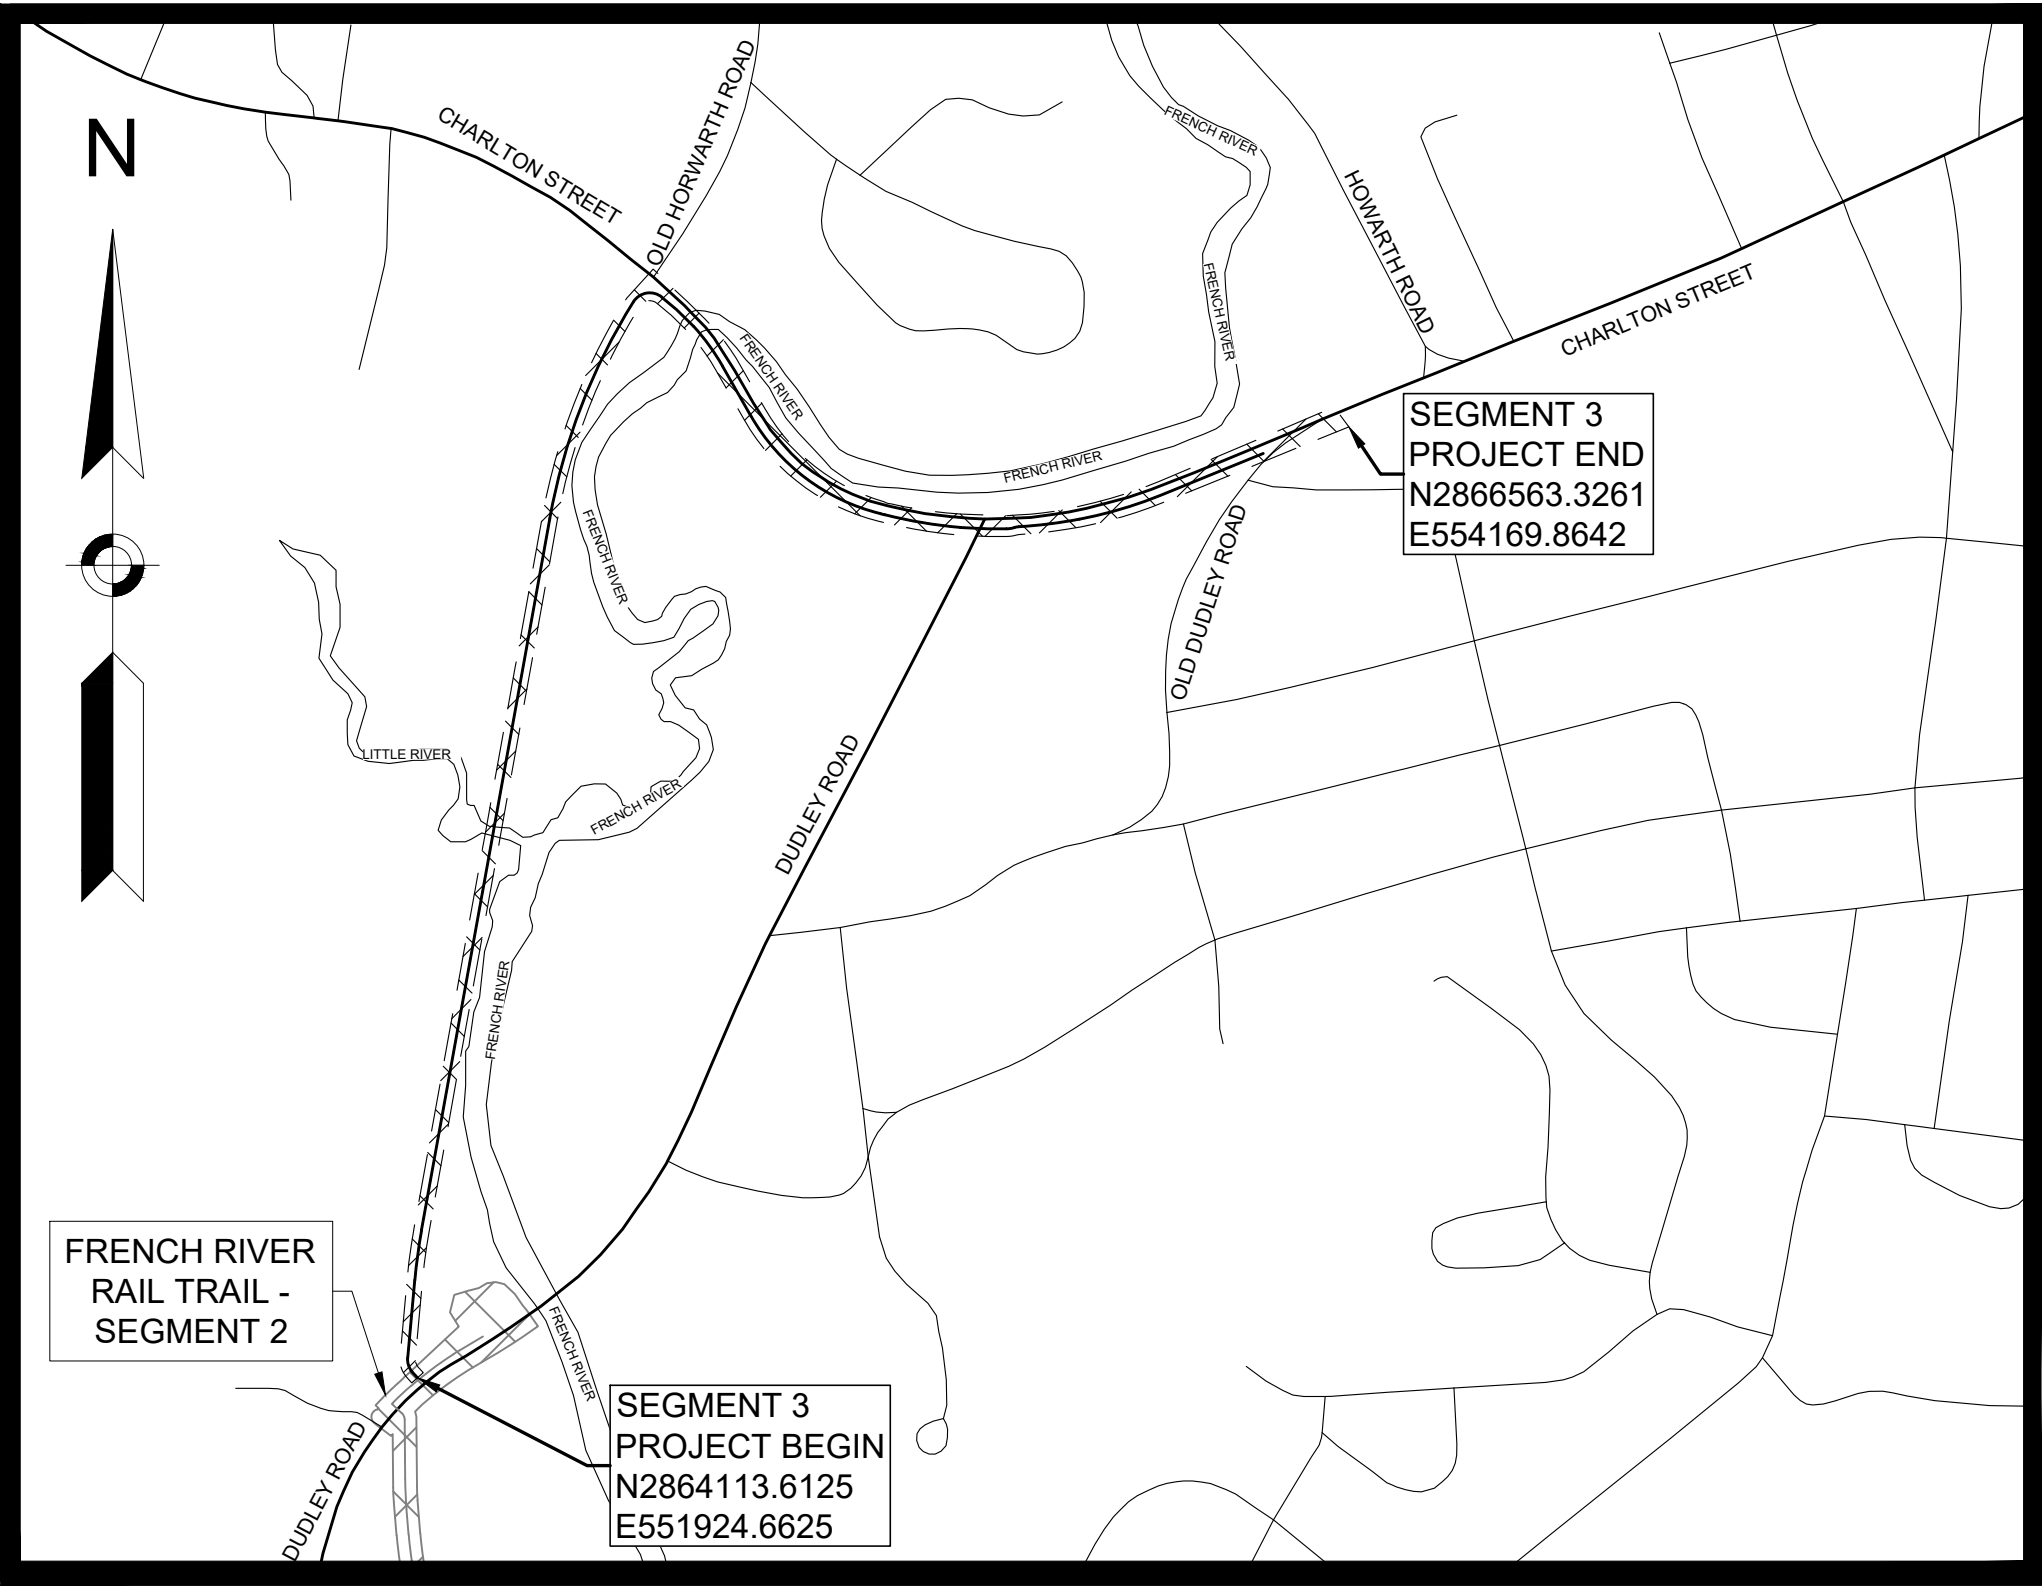 N
CHARLTON STREET
OLD HORWARTH ROAD
FRENCH RIVER
HOWARTH ROAD
FRENCH RIVER
CHARLTON STREET
FRENCH RIVER
FRENCH RIVER
SEGMENT 3
PROJECT END
N2866563.3261
E554169.8642
FRENCH RIVER
OLD DUDLEY ROAD
LITTLE RIVER
FRENCH RIVER
DUDLEY ROAD
FRENCH RIVER
FRENCH RIVER
RAIL TRAIL -
SEGMENT 2
FRENCH RIVER
SEGMENT 3
PROJECT BEGIN
N2864113.6125
E551924.6625
DUDLEY ROAD